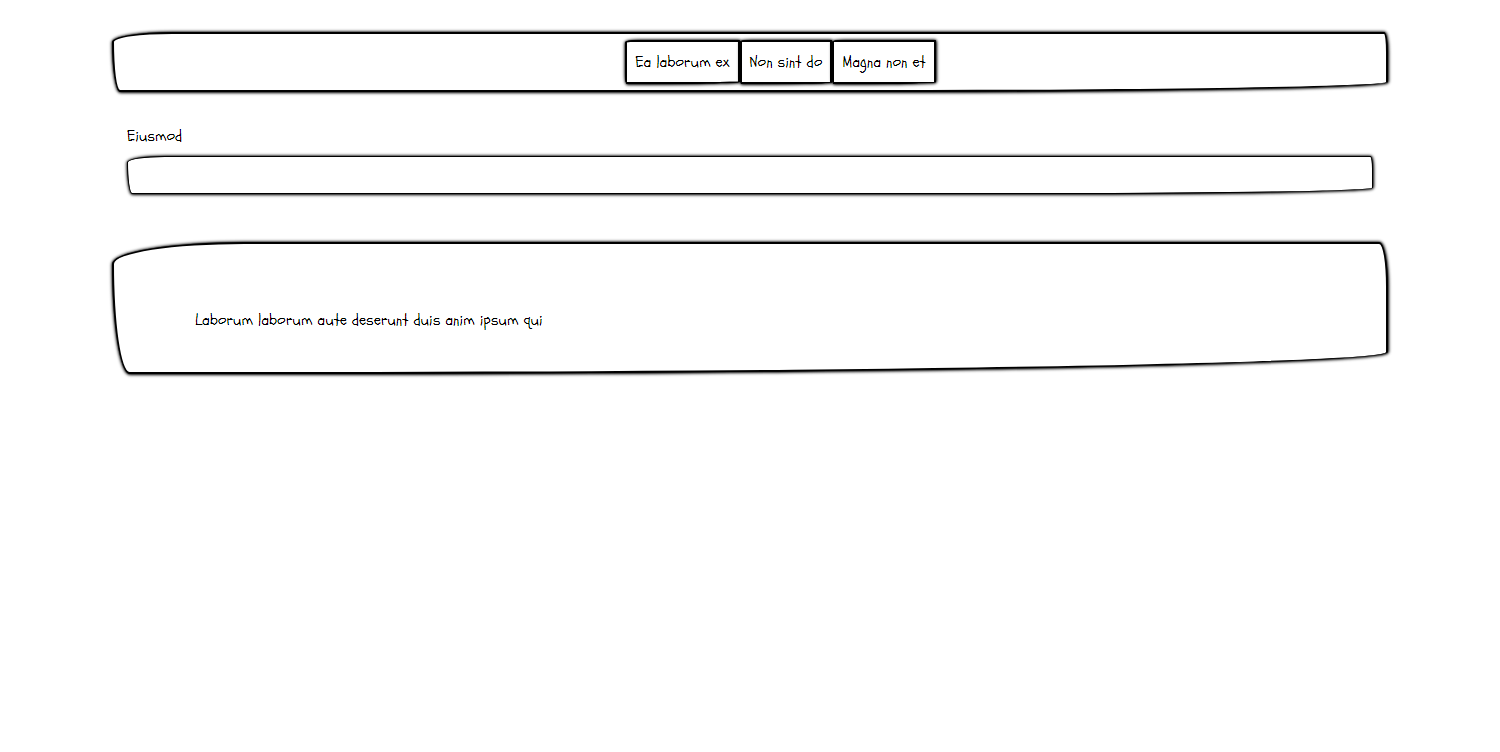 Ea laborum ex Non sint do Magna non et
Eiusmod
Laborum laborum aute deserunt duis anim ipsum qui